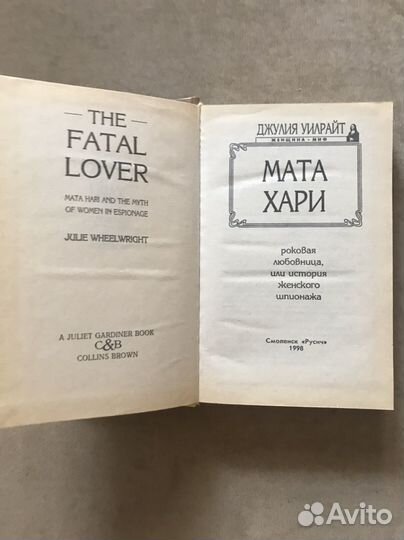 THE
FATAL
LOVER
MATA HARI AND THE MYTH
OF WOMEN IN ESPIONAGE
JULIE WHEELWRIGHT
A JULIET GARDINER BOOK
C&B
COLLINS BROWN
ДЖУЛИЯ УИЛРАЙТ
ЖЕНЩИНА - МИФ
МАТА
ХАРИ
роковая
любовница,
или история
женского
шпионажа
Смоленск «Русич»
1998
Avito